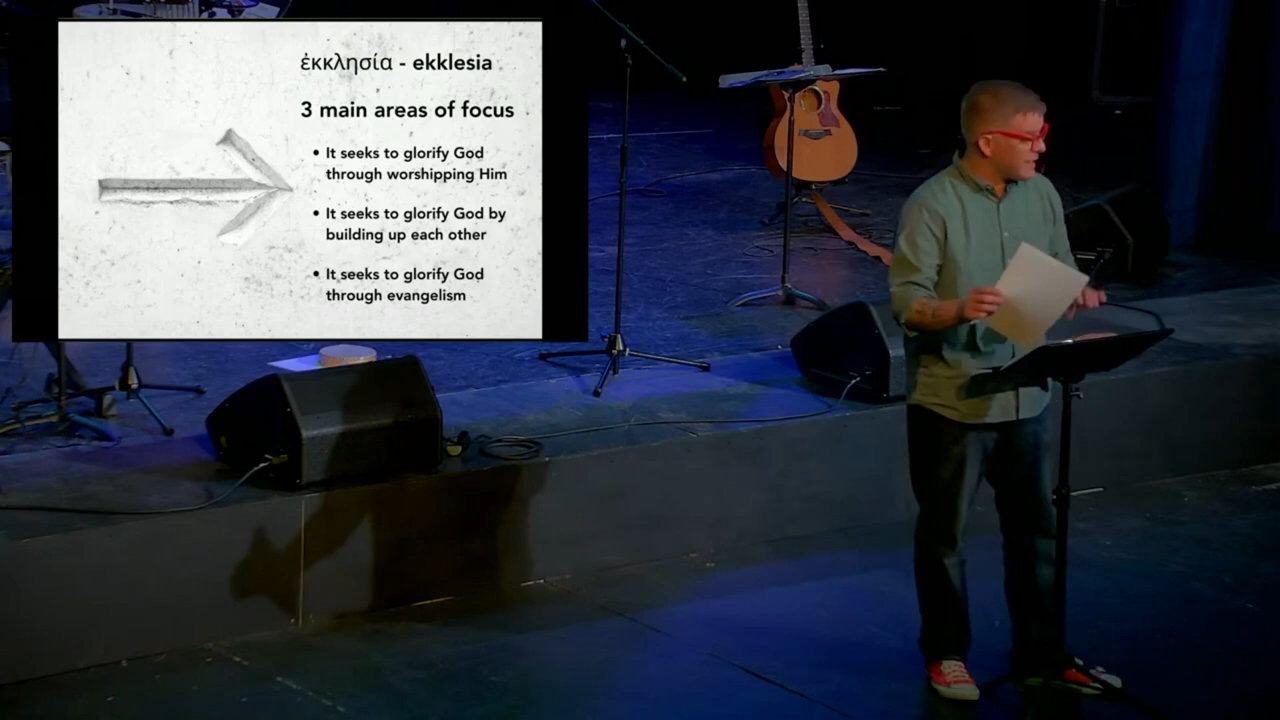 ἐκκλησία - ekklesia
3 main areas of focus
• It seeks to glorify God
through worshipping Him
• It seeks to glorify God by
building up each other
• It seeks to glorify God
through evangelism